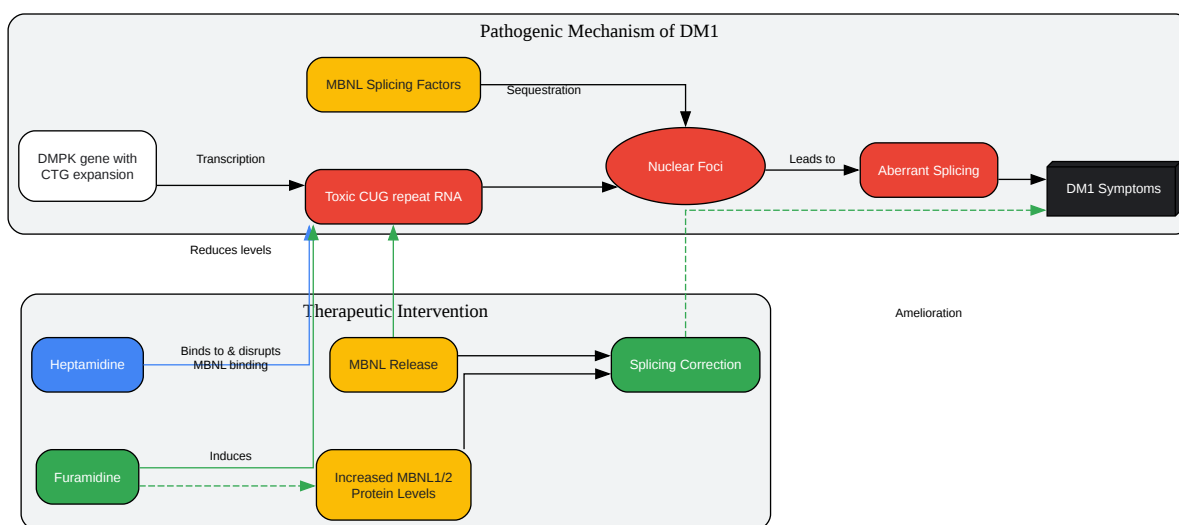 Pathogenic Mechanism of DM1
MBNL Splicing Factors
Sequestration
DMPK gene with
CTG expansion
Transcription
Toxic CUG repeat RNA
Nuclear Foci
Leads to
Aberrant Splicing
DM1 Symptoms
Reduces levels
Therapeutic Intervention
Amelioration
Heptamidine
Binds to & disrupts
MBNL binding
MBNL Release
Splicing Correction
Furamidine
Induces
Increased MBNL1/2
Protein Levels